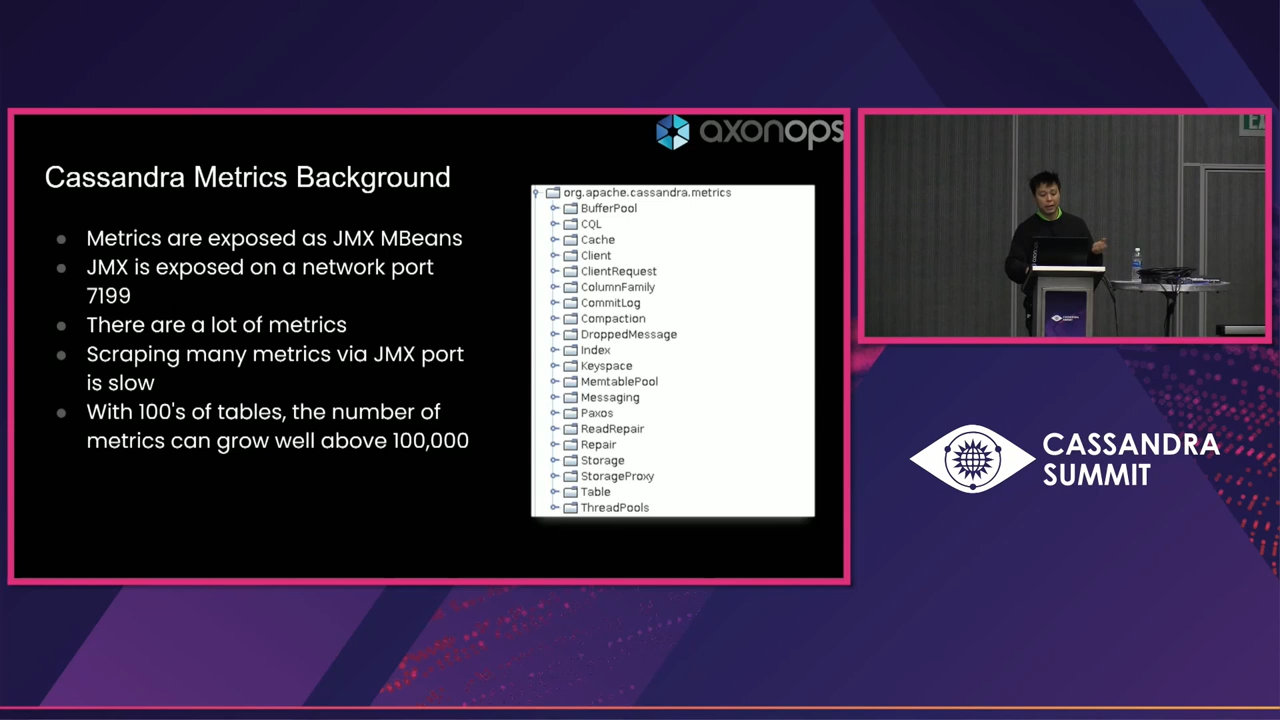 axonops
Cassandra Metrics Background
Metrics are exposed as JMX MBeans
JMX is exposed on a network port
7199
There are a lot of metrics
Scraping many metrics via JMX port
is slow
With 100's of tables, the number of
metrics can grow well above 100,000
org.apache.cassandra.metrics
BufferPool
CQL
Cache
Client
ClientRequest
ColumnFamily
CommitLog
Compaction
DroppedMessage
Index
Keyspace
MemtablePool
Messaging
Paxos
ReadRepair
Repair
Storage
StorageProxy
Table
ThreadPools
CASSANDRA
SUMMIT